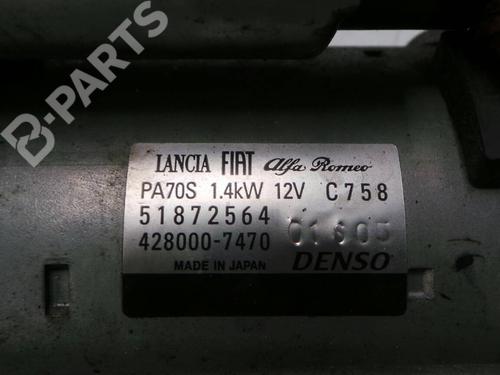 B-PARTS
LANCIA FIAT Alfa Romeo
PA70S 1.4kW 12V C758
51872564
428000-7470 01605
MADE IN JAPAN DENSO